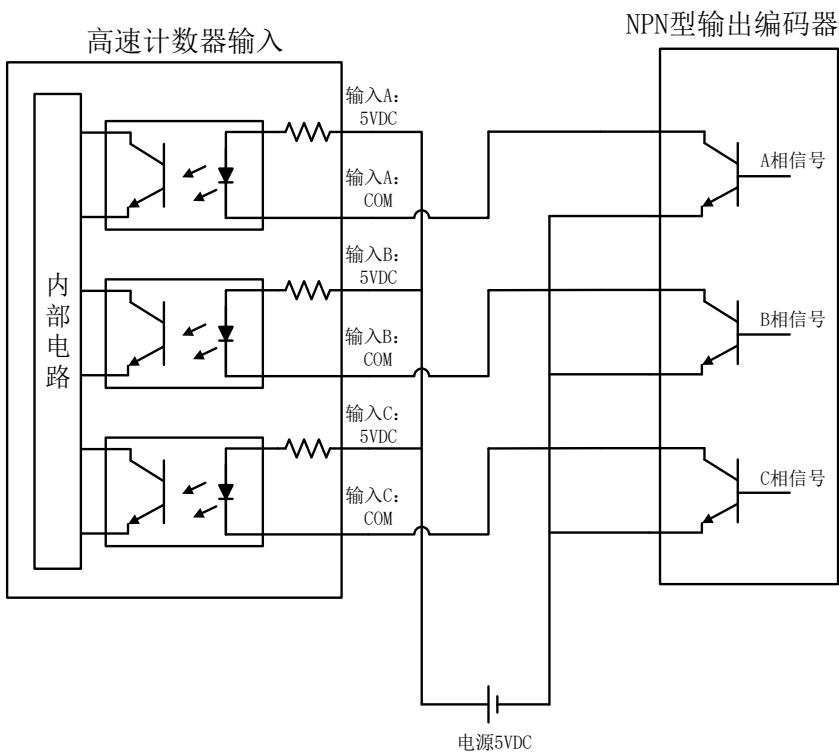 高速计数器输入
NPN型输出编码器
输入A:
5VDC
输入A:
COM
A相信号
输入B:
5VDC
输入B:
COM
B相信号
内
部
电
路
输入C:
5VDC
输入C:
COM
C相信号
电源5VDC